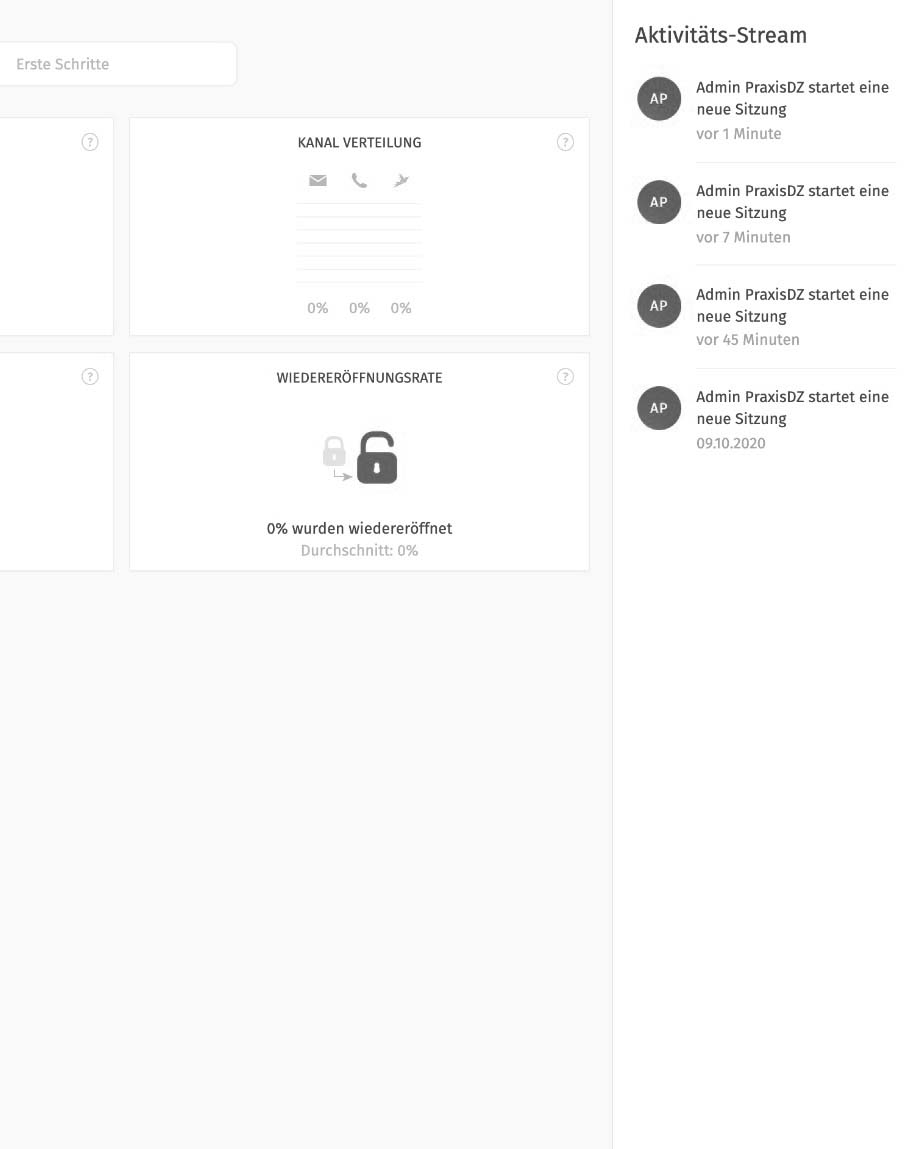 Erste Schritte
?
KANAL VERTEILUNG
?
0% 0% 0%
?
WIEDERERÖFFNUNGSRATE
?
0% wurden wiedereröffnet
Durchschnitt: 0%
Aktivitäts-Stream
AP
Admin PraxisDZ startet eine
neue Sitzung
vor 1 Minute
AP
Admin PraxisDZ startet eine
neue Sitzung
vor 7 Minuten
AP
Admin PraxisDZ startet eine
neue Sitzung
vor 45 Minuten
AP
Admin PraxisDZ startet eine
neue Sitzung
09.10.2020